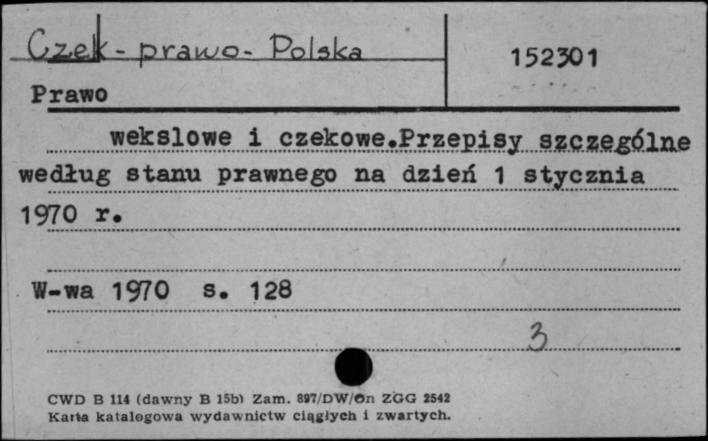 Czek - prawo - Polska
152301
Prawo
wekslowe i czekowe.Przepisy szczególne
według stanu prawnego na dzień 1 stycznia
1970 r.
W-wa 1970 s. 128
3
CWD B 114 (dawny B 15b) Zam. 897/DW/On ZGG 2542
Karta katalogowa wydawnictw ciągłych i zwartych.